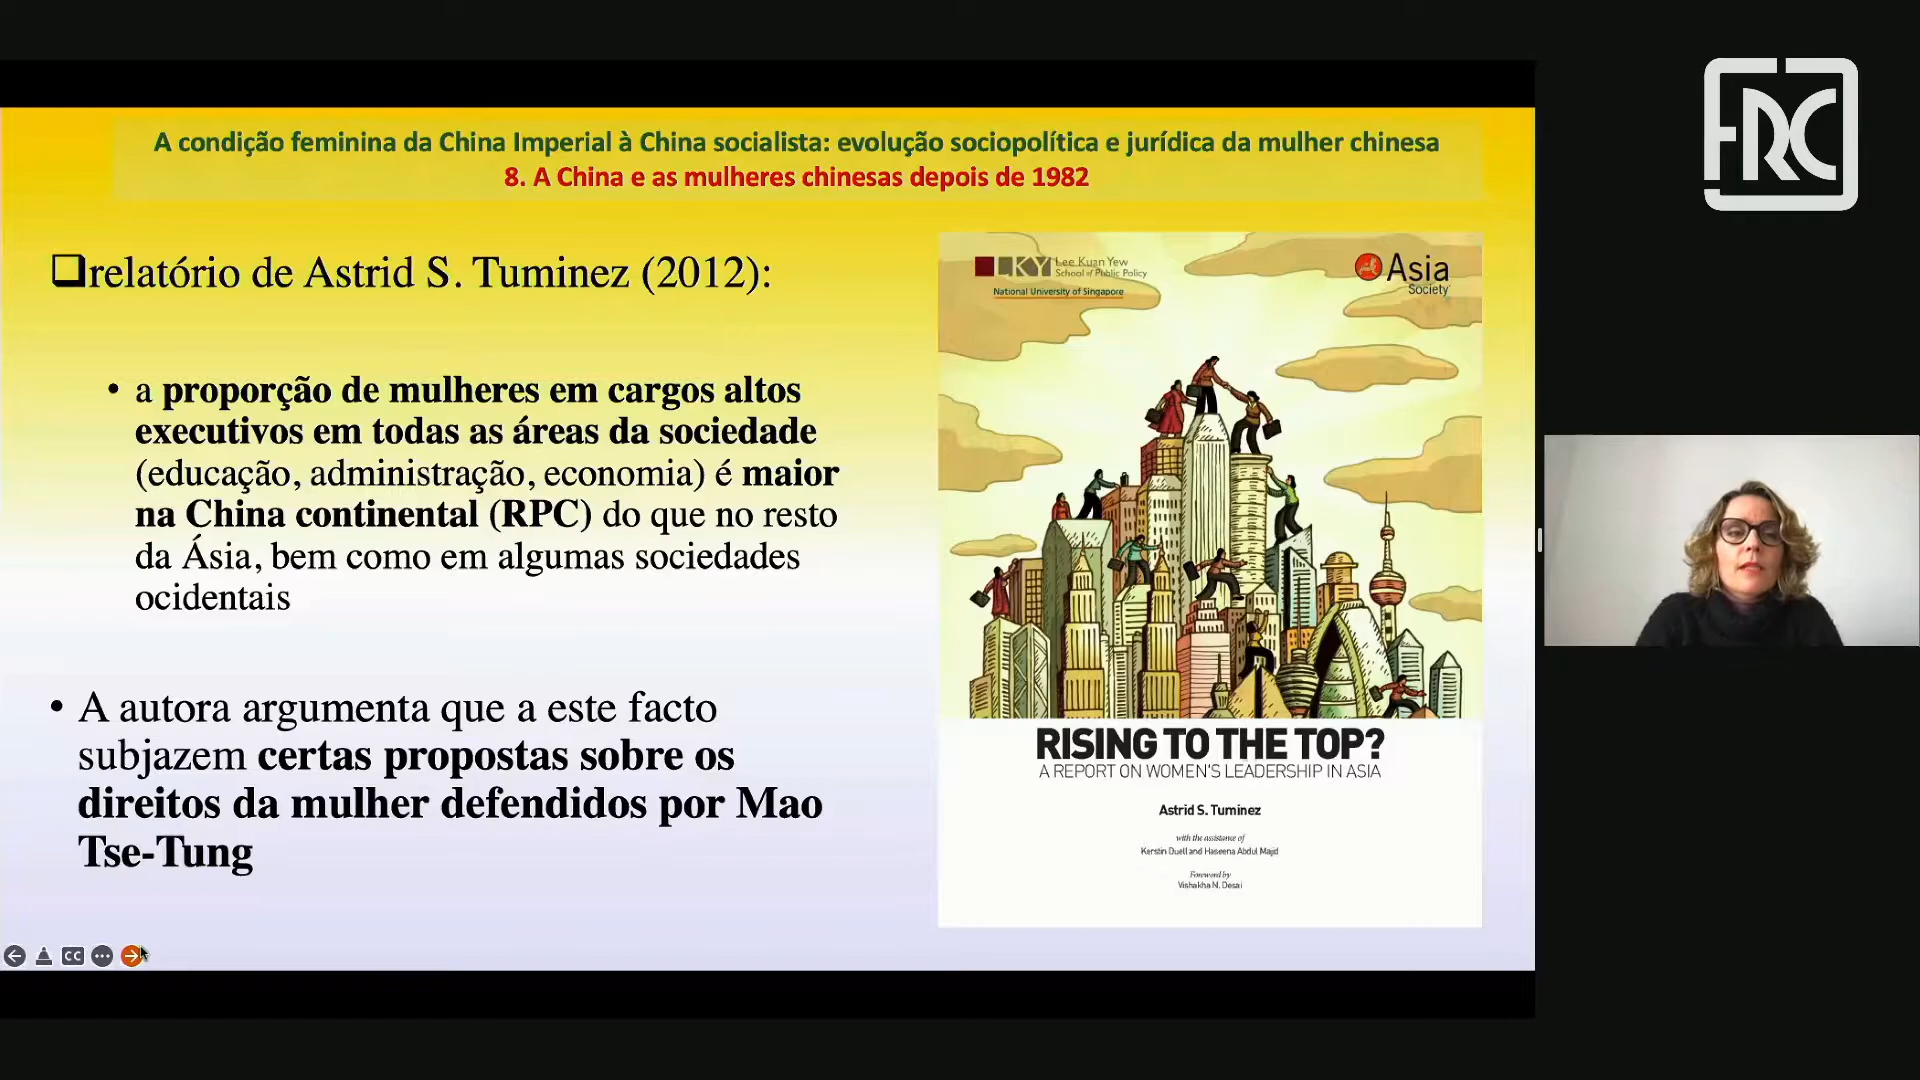 A condição feminina da China Imperial à China socialista: evolução sociopolítica e jurídica da mulher chinesa
8. A China e as mulheres chinesas depois de 1982
relatório de Astrid S. Tuminez (2012):
• a proporção de mulheres em cargos altos
executivos em todas as áreas da sociedade
(educação, administração, economia) é maior
na China continental (RPC) do que no resto
da Ásia, bem como em algumas sociedades
ocidentais
• A autora argumenta que a este facto
subjazem certas propostas sobre os
direitos da mulher defendidos por Mao
Tse-Tung
LKY Lee Kuan Yew
School of Public Policy
National University of Singapore
Asia
Society
RISING TO THE TOP?
A REPORT ON WOMEN'S LEADERSHIP IN ASIA
Astrid S. Tuminez
with the assistance of
Kerstin Duell and Haseena Abdul Majid
Foreword by
Vishakha N. Desai
CC
FRC